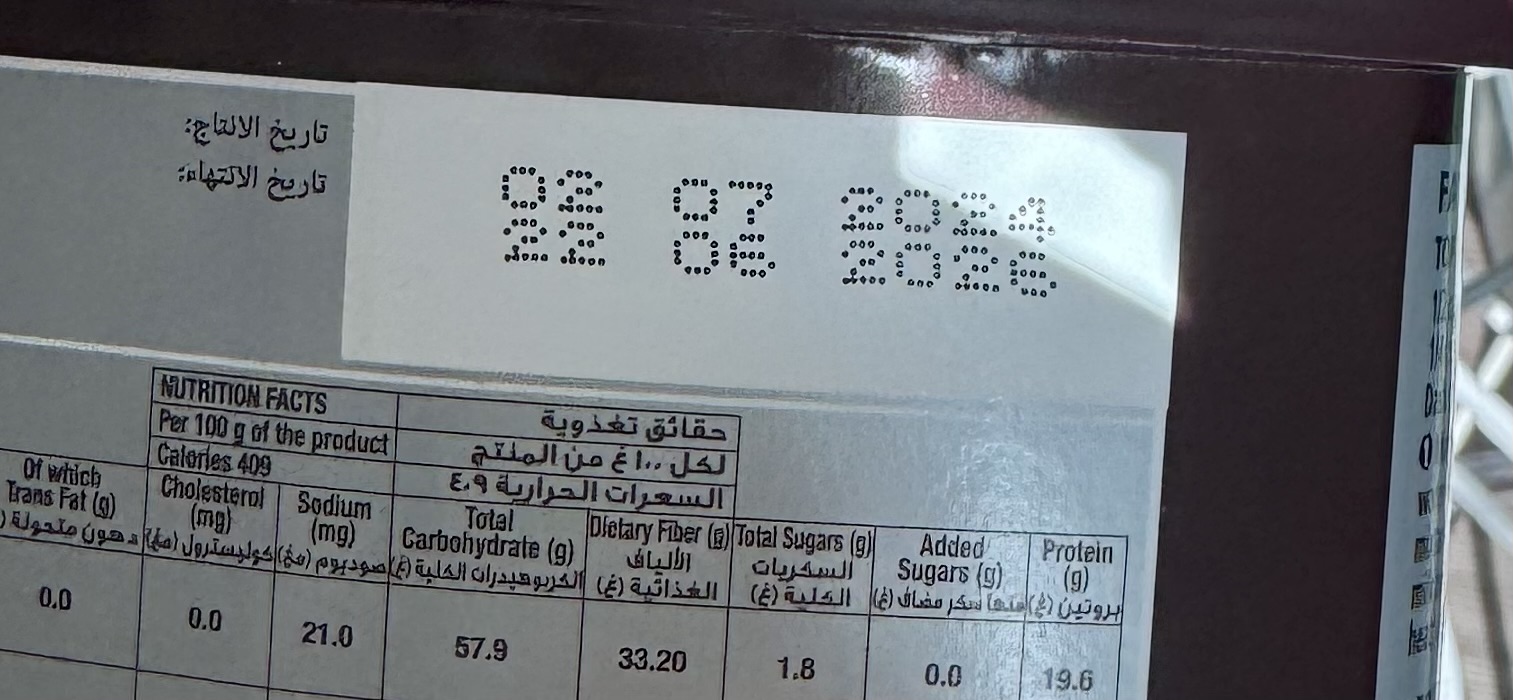 تاريخ الانتاج:
تاريخ الانتهاء:
02 07 2024
22 06 2026
NUTRITION FACTS
حقائق تغذوية
Per 100 g of the product
لكل ١٠٠ غ من المنتج
Calories 409
السعرات الحرارية ٤٠٩
Of which Trans Fat (g)
دهون متحولة
Cholesterol (mg)
كوليسترول (مغ)
Sodium (mg)
صوديوم (مغ)
Total Carbohydrate (g)
الكربوهيدرات الكلية (غ)
Dietary Fiber (g)
الألياف الغذائية (غ)
Total Sugars (g)
السكريات الكلية (غ)
Added Sugars (g)
سكر مضاف (غ)
Protein (g)
بروتين (غ)
0.0 0.0 21.0 57.9 33.20 1.8 0.0 19.6